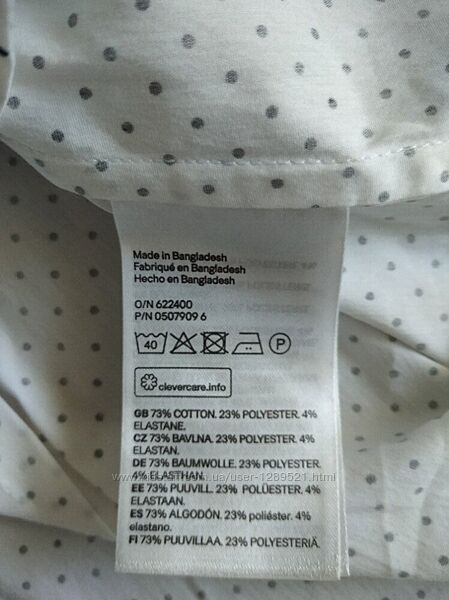 Made in Bangladesh
Fabriqué en Bangladesh
Hecho en Bangladesh
O/N 622400
P/N 0507909 6
40
P
clevercare.info
GB 73% COTTON. 23% POLYESTER. 4%
ELASTANE.
CZ 73% BAVLNA. 23% POLYESTER. 4%
ELASTAN.
DE 73% BAUMWOLLE. 23% POLYESTER.
4% ELASTHAN.
EE 73% PUUVILL. 23% POLÜESTER. 4%
ELASTAAN.
ES 73% ALGODÓN. 23% poliéster. 4%
elastano.
FI 73% PUUVILLAA. 23% POLYESTERIÄ.